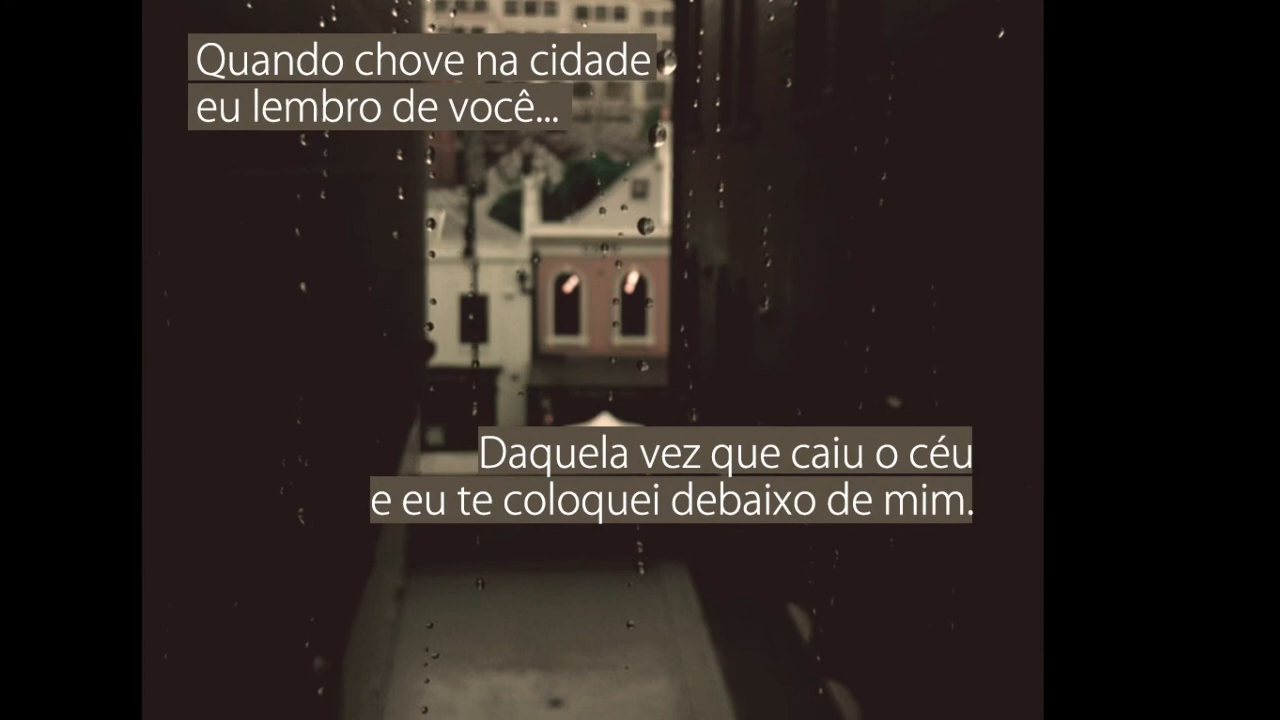 Quando chove na cidade
eu lembro de você...
Daquela vez que caiu o céu
e eu te coloquei debaixo de mim.